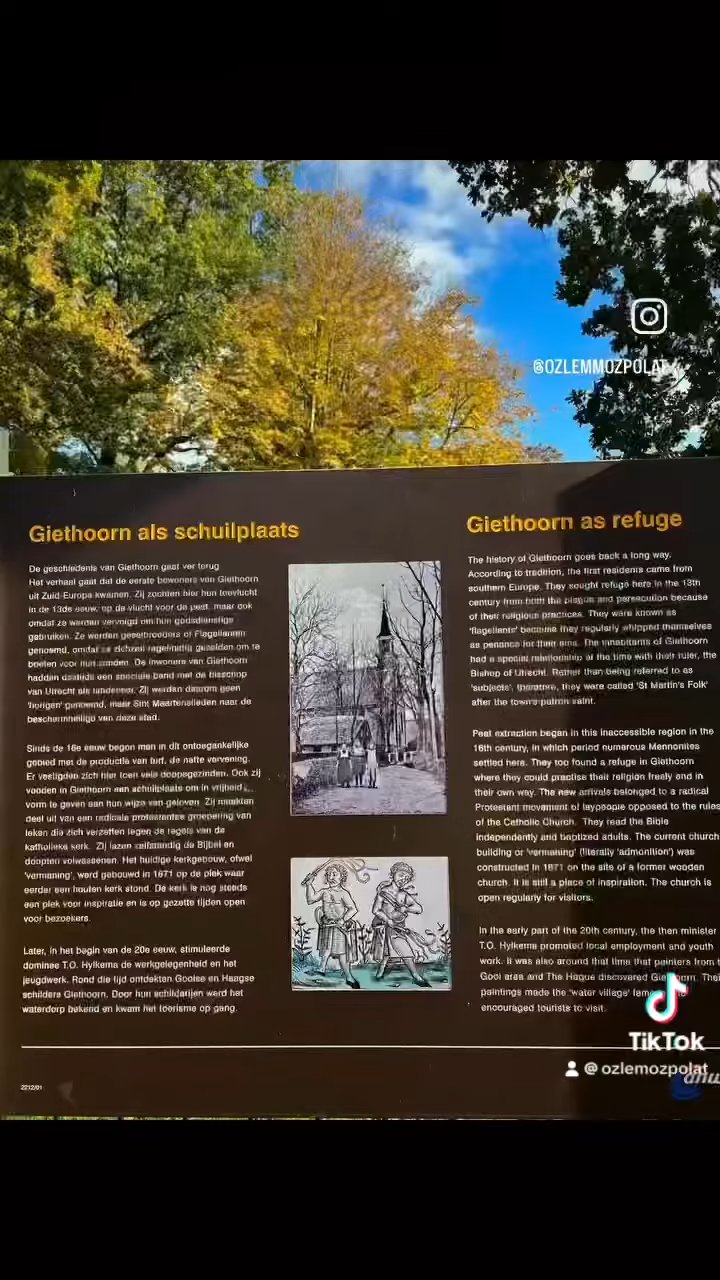 @OZLEMMOZPOLAT
Giethoorn als schuilplaats
De geschiedenis van Giethoorn gaat ver terug
Het verhaal gaat dat de eerste bewoners van Giethoorn
uit Zuid-Europa kwamen. Zij zochten hier hun toevlucht
in de 13de eeuw, op de vlucht voor de pest, maar ook
omdat ze werden vervolgd om hun godsdienstige
gebruiken. Ze werden geselbroeders of Flagellanten
genoemd, omdat ze zichzelf regelmatig geselden om te
boeten voor hun zonden. De inwoners van Giethoorn
hadden destijds een speciale band met de bisschop
van Utrecht als landsheer. Zij werden daarom geen
'horigen' genoemd, maar Sint Maartenslieden naar de
beschermheilige van deze stad.
Sinds de 16e eeuw begon men in dit ontoegankelijke
gebied met de productie van turf, de natte vervening.
Er vestigden zich hier toen vele doopsgezinden. Ook zij
vonden in Giethoorn een schuilplaats om in vrijheid
vorm te geven aan hun wijze van geloven. Zij maakten
deel uit van een radicale protestantse groepering van
leken die zich verzetten tegen de regels van de
katholieke kerk. Zij lazen zelfstandig de Bijbel en
doopten volwassenen. Het huidige kerkgebouw, ofwel
'vermaning', werd gebouwd in 1871 op de plek waar
eerder een houten kerk stond. De kerk is nog steeds
een plek voor inspiratie en is op gezette tijden open
voor bezoekers.
Later, in het begin van de 20e eeuw, stimuleerde
dominee T.O. Hylkema de werkgelegenheid en het
jeugdwerk. Rond die tijd ontdekten Gooise en Haagse
schilders Giethoorn. Door hun schilderijen werd het
waterdorp bekend en kwam het toerisme op gang.
2212/01
Giethoorn as refuge
The history of Giethoorn goes back a long way.
According to tradition, the first residents came from
southern Europe. They sought refuge here in the 13th
century from both the plague and persecution because
of their religious practices. They were known as
'flagellants' because they regularly whipped themselves
as penance for their sins. The inhabitants of Giethoorn
had a special relationship at the time with their ruler, the
Bishop of Utrecht. Rather than being referred to as
'subjects', therefore, they were called 'St Martin's Folk'
after the town's patron saint.
Peat extraction began in this inaccessible region in the
16th century, in which period numerous Mennonites
settled here. They too found a refuge in Giethoorn
where they could practise their religion freely and in
their own way. The new arrivals belonged to a radical
Protestant movement of laypeople opposed to the rules
of the Catholic Church. They read the Bible
independently and baptized adults. The current church
building or 'vermaning' (literally 'admonition') was
constructed in 1871 on the site of a former wooden
church. It is still a place of inspiration. The church is
open regularly for visitors.
In the early part of the 20th century, the then minister
T.O. Hylkema promoted local employment and youth
work. It was also around that time that painters from
Gooi area and The Hague discovered Giethoorn.
paintings made the 'water village'
encouraged tourists to visit.
TikTok
@ozlemozpolat